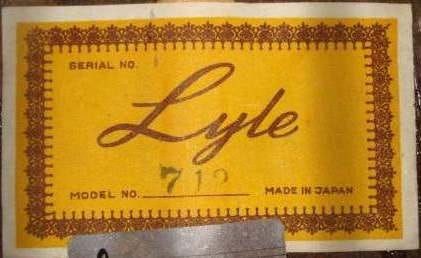 SERIAL NO.
Lyle
MODEL NO. 712 MADE IN JAPAN